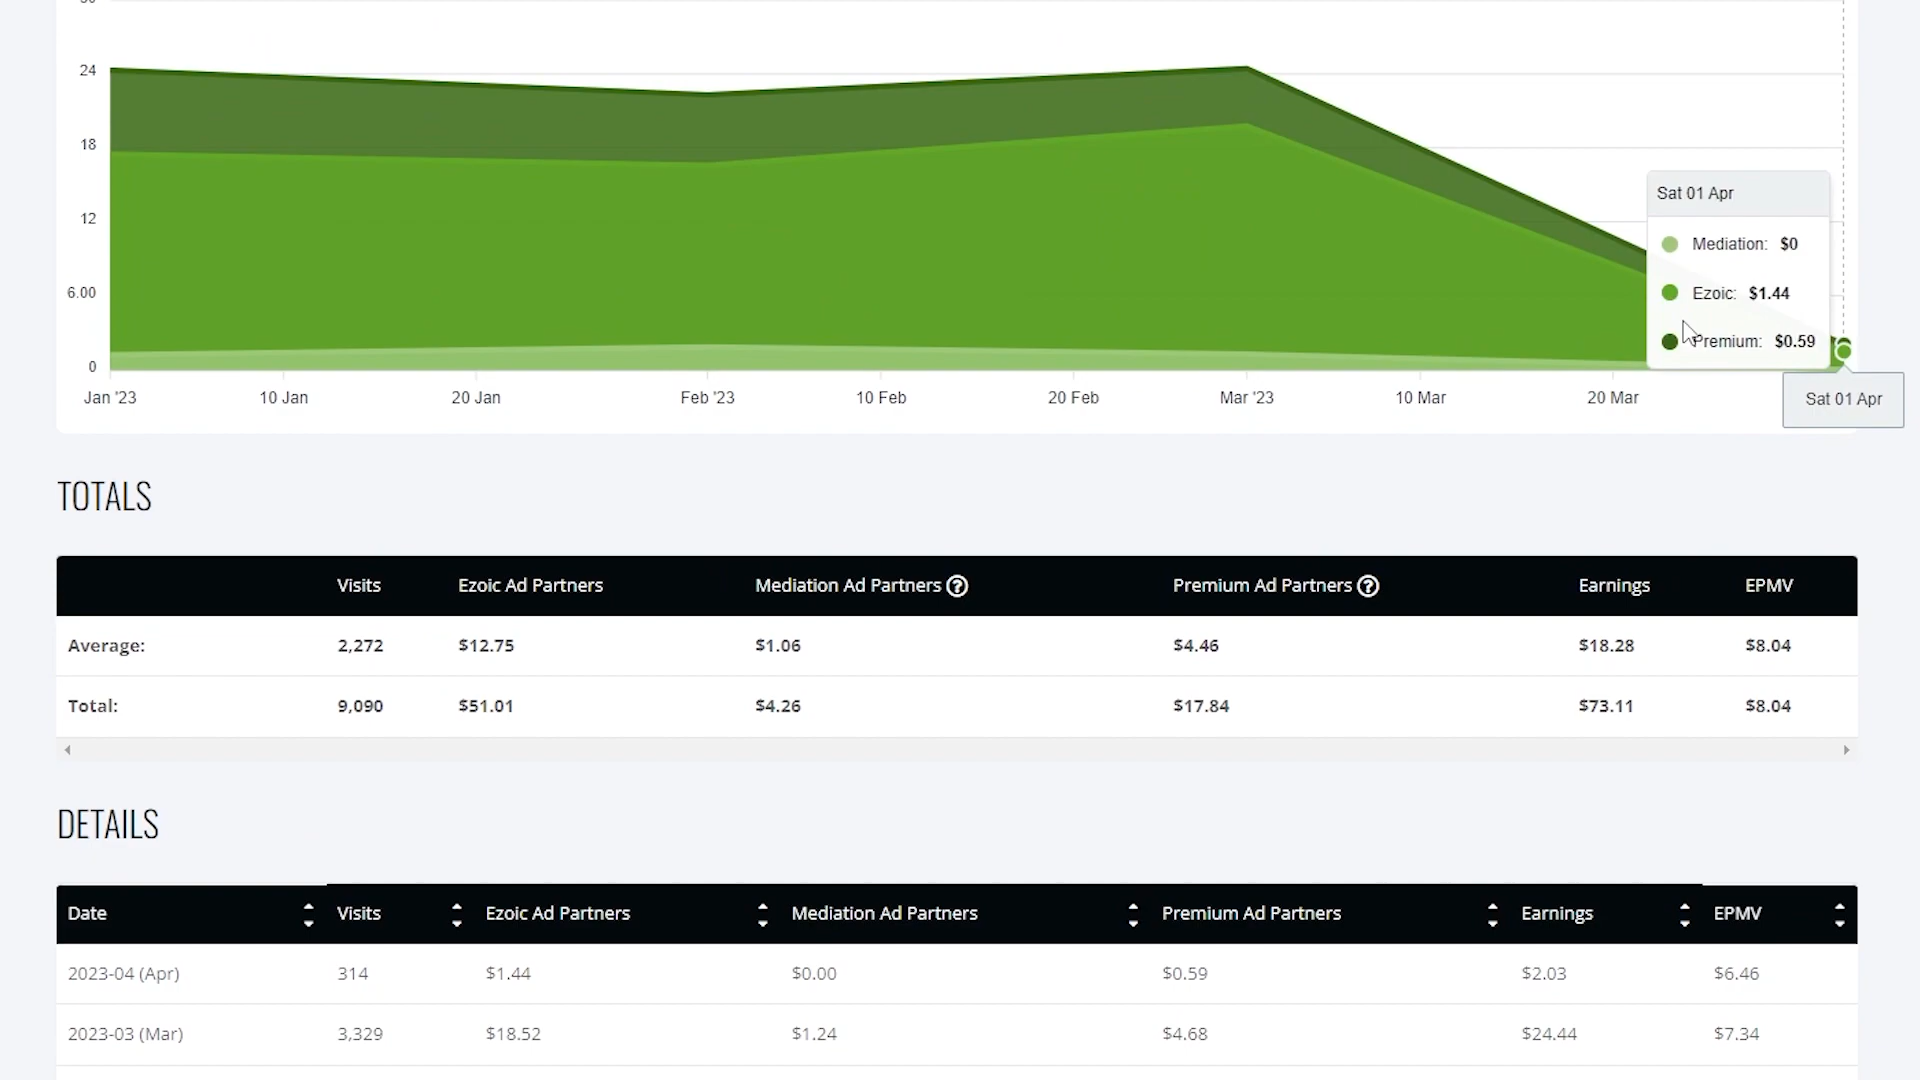 24
18
12
6.00
0
Jan '23 10 Jan 20 Jan Feb '23 10 Feb 20 Feb Mar '23 10 Mar 20 Mar Sat 01 Apr
Sat 01 Apr
Mediation: $0
Ezoic: $1.44
Premium: $0.59
TOTALS
Visits Ezoic Ad Partners Mediation Ad Partners ? Premium Ad Partners ? Earnings EPMV
Average: 2,272 $12.75 $1.06 $4.46 $18.28 $8.04
Total: 9,090 $51.01 $4.26 $17.84 $73.11 $8.04
DETAILS
Date Visits Ezoic Ad Partners Mediation Ad Partners Premium Ad Partners Earnings EPMV
2023-04 (Apr) 314 $1.44 $0.00 $0.59 $2.03 $6.46
2023-03 (Mar) 3,329 $18.52 $1.24 $4.68 $24.44 $7.34